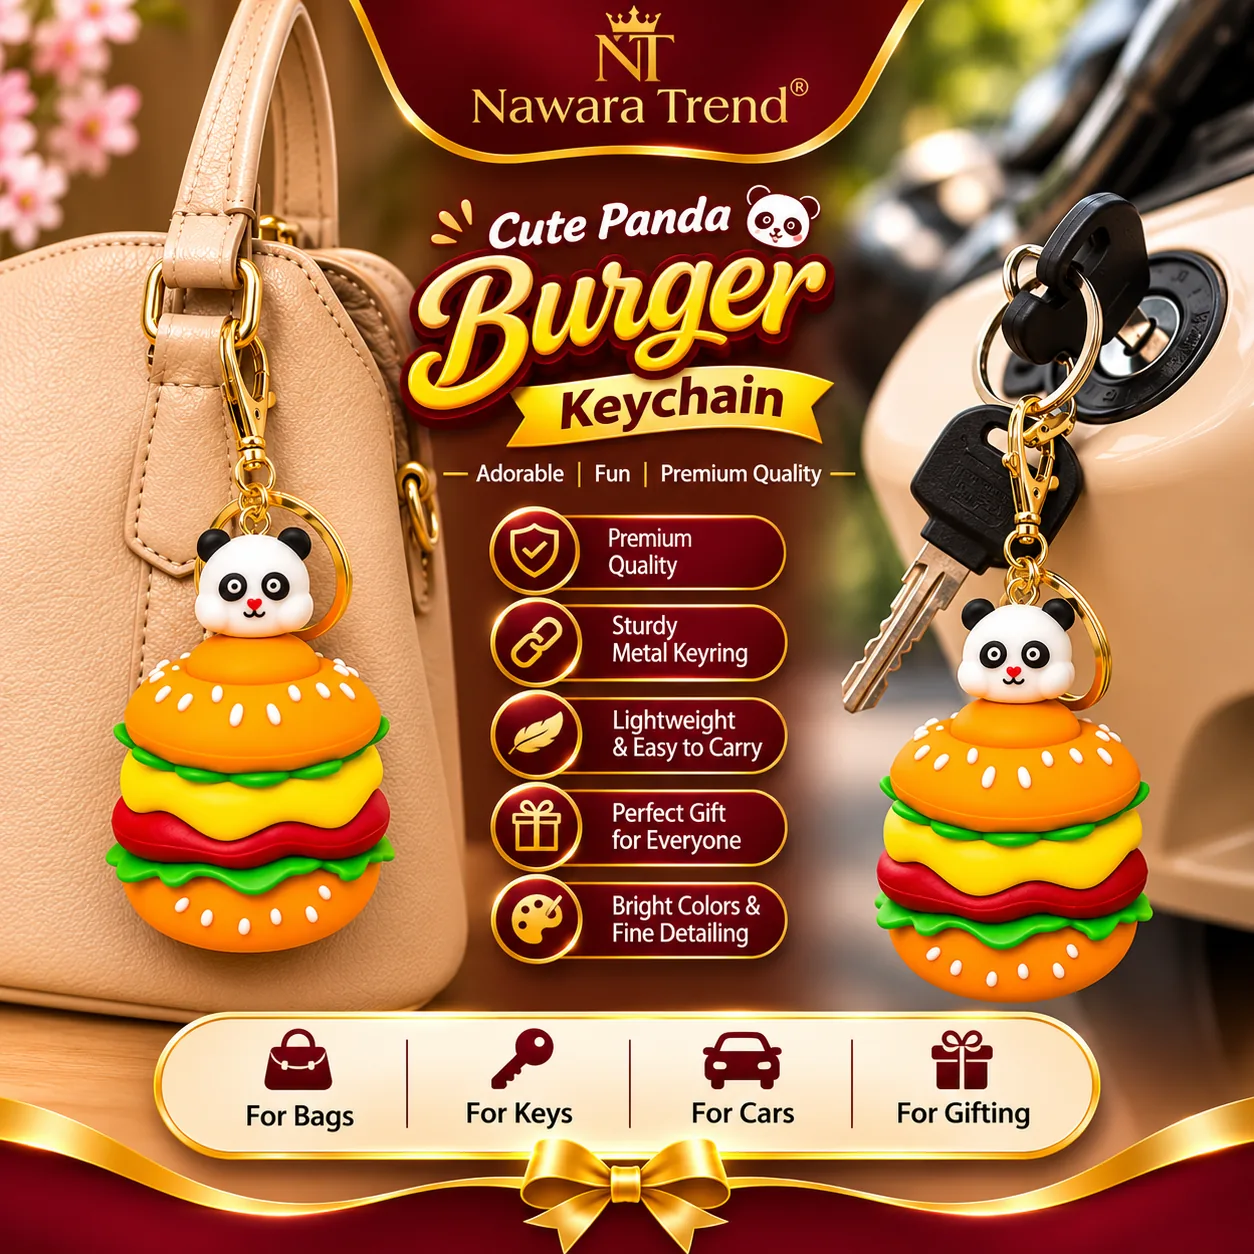 NT
Nawara Trend®
Cute Panda
Burger
Keychain
Adorable | Fun | Premium Quality
Premium
Quality
Sturdy
Metal Keyring
Lightweight
& Easy to Carry
Perfect Gift
for Everyone
Bright Colors &
Fine Detailing
For Bags
For Keys
For Cars
For Gifting